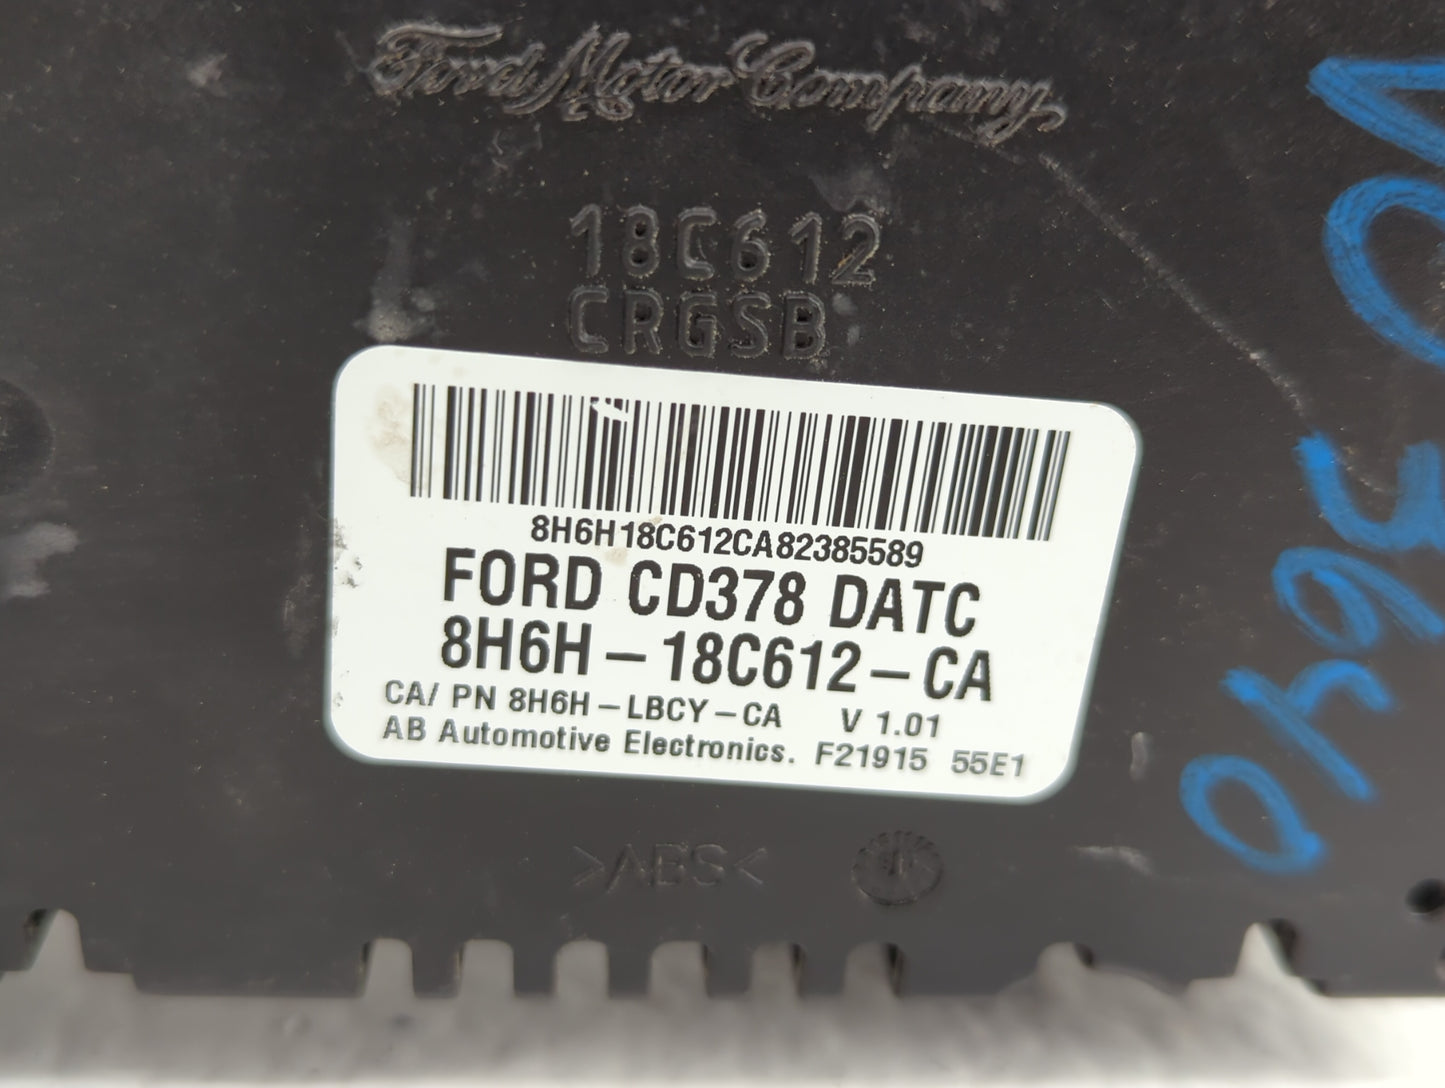 Ford Motor Company
18C612
CRGSB
8H6H18C612CA82385589
FORD CD378 DATC
8H6H-18C612-CA
CA/ PN 8H6H-LBCY-CA V 1.01
AB Automotive Electronics. F21915 55E1
>ABS<